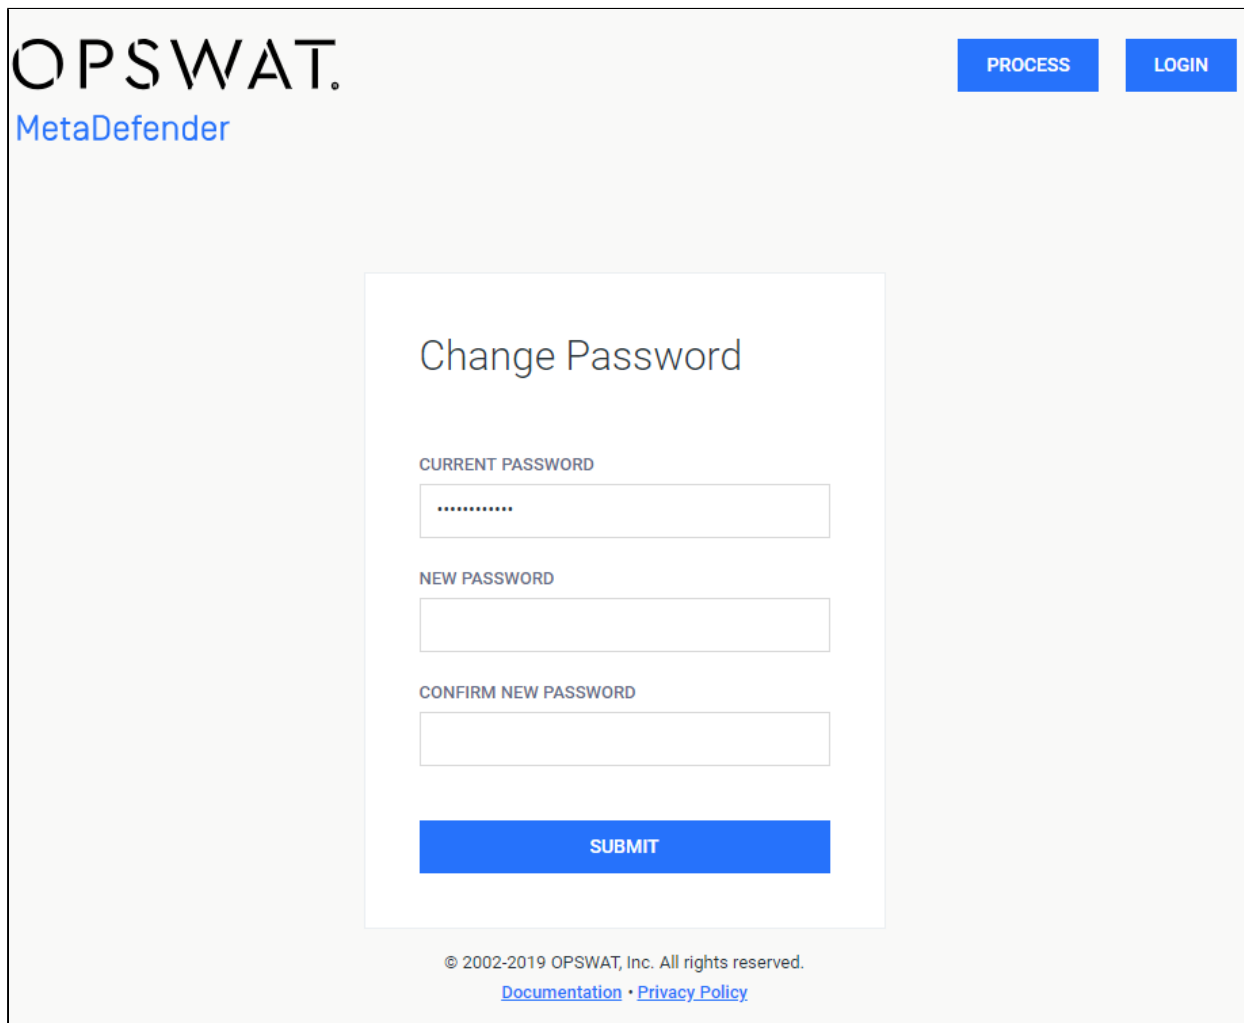 OPSWAT.
MetaDefender
PROCESS
LOGIN
Change Password
CURRENT PASSWORD
••••••••••••
NEW PASSWORD
CONFIRM NEW PASSWORD
SUBMIT
© 2002-2019 OPSWAT, Inc. All rights reserved.
Documentation • Privacy Policy